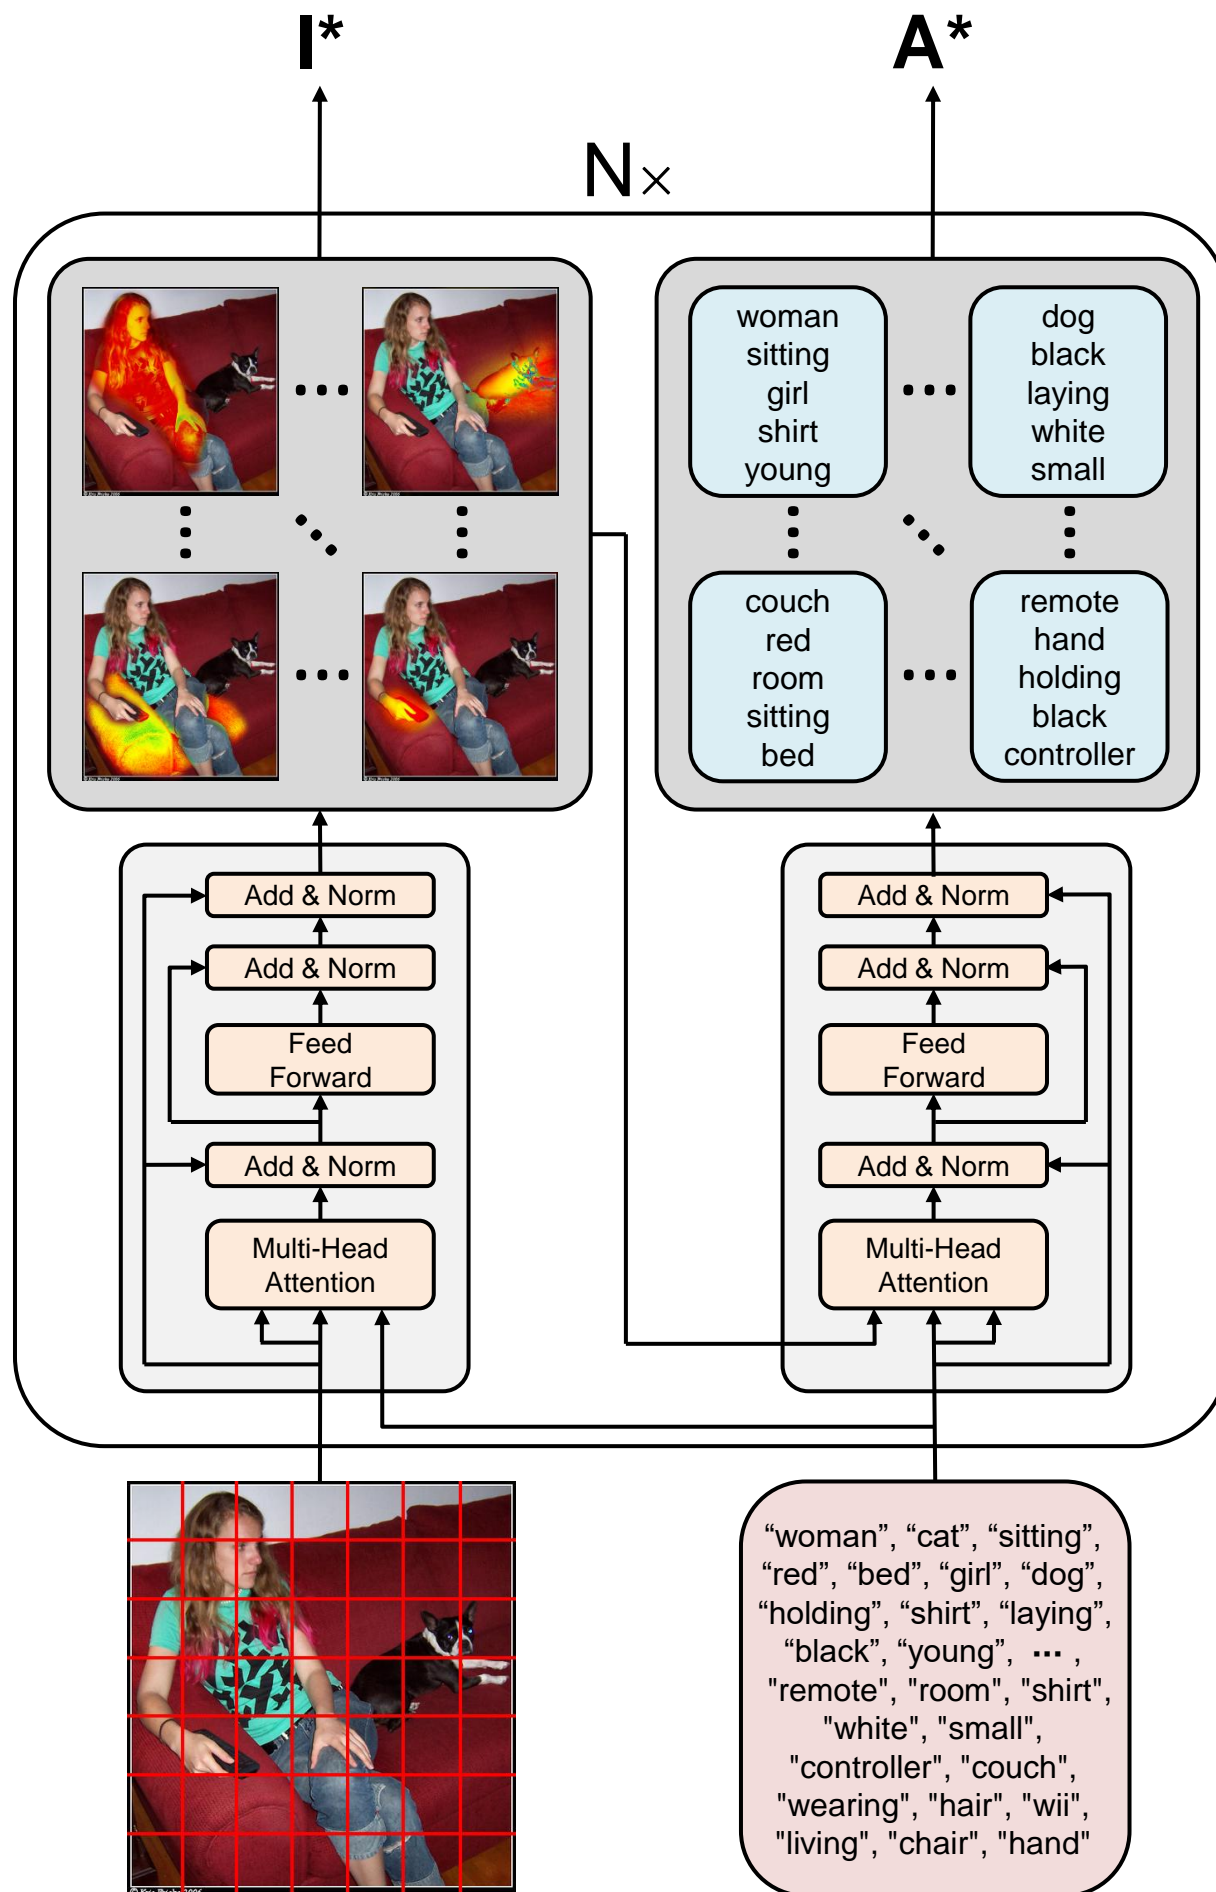 I*
A*
N×
woman
sitting
girl
shirt
young
dog
black
laying
white
small
couch
red
room
sitting
bed
remote
hand
holding
black
controller
Add & Norm
Add & Norm
Feed
Forward
Add & Norm
Multi-Head
Attention
Add & Norm
Add & Norm
Feed
Forward
Add & Norm
Multi-Head
Attention
“woman”, “cat”, “sitting”,
“red”, “bed”, “girl”, “dog”,
“holding”, “shirt”, “laying”,
“black”, “young”, ... ,
"remote", "room", "shirt",
"white", "small",
"controller", "couch",
"wearing", "hair", "wii",
"living", "chair", "hand"